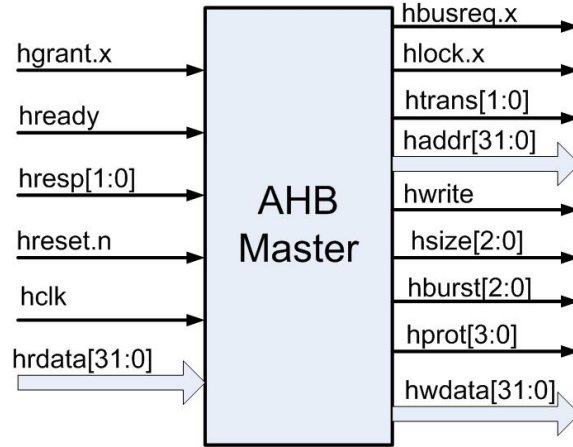 hgrant.x
hready
hresp[1:0]
hreset.n
hclk
hrdata[31:0]
AHB
Master
hbusreq.x
hlock.x
htrans[1:0]
haddr[31:0]
hwrite
hsize[2:0]
hburst[2:0]
hprot[3:0]
hwdata[31:0]